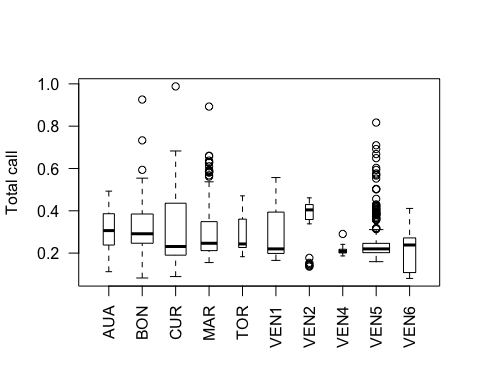 Total call
1.0
0.8
0.6
0.4
0.2
AUA
BON
CUR
MAR
TOR
VEN1
VEN2
VEN4
VEN5
VEN6